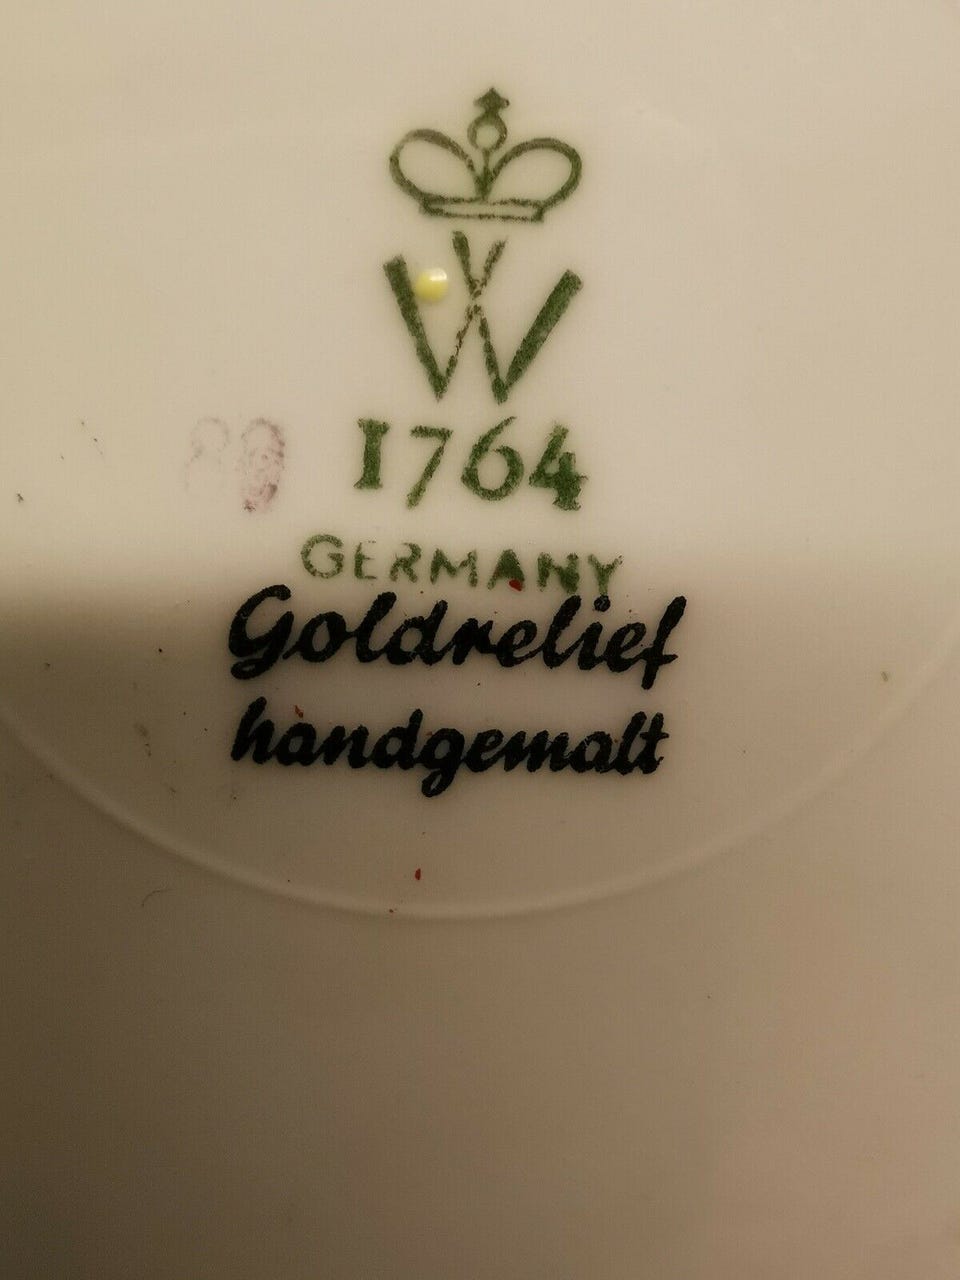 W
1764
GERMANY
Goldrelief
handgemalt